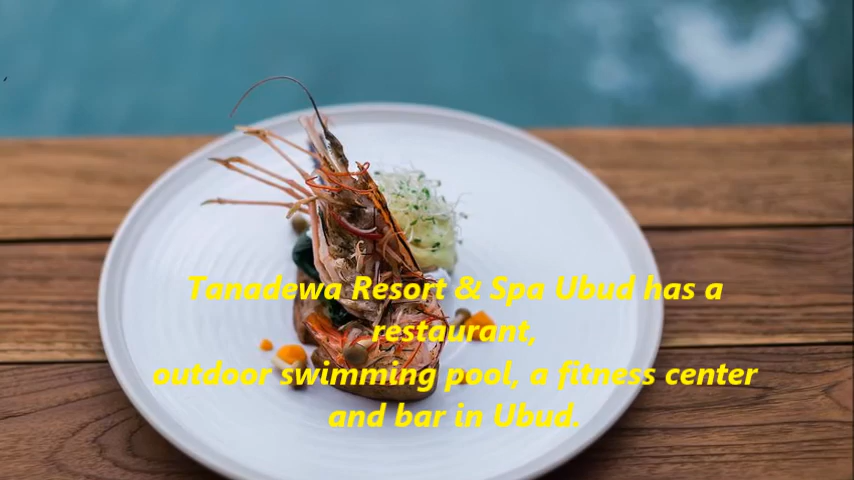 Tanadewa Resort & Spa Ubud has a
restaurant,
outdoor swimming pool, a fitness center
and bar in Ubud.